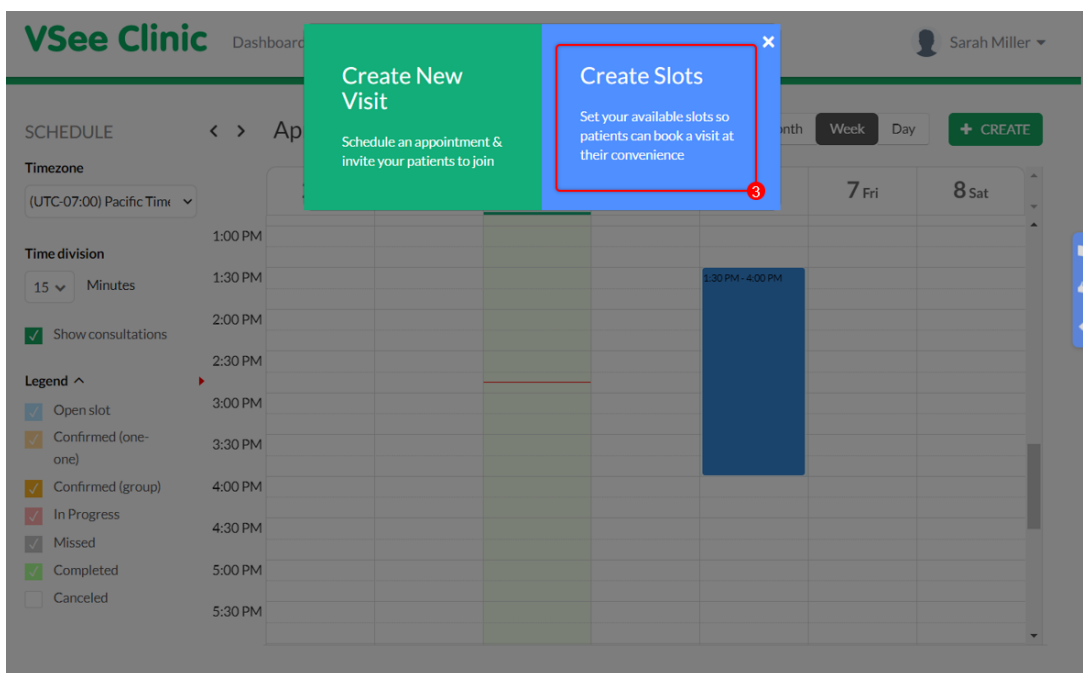 VSee Clinic
Dashboard
Sarah Miller
Create New
Visit
Schedule an appointment &
invite your patients to join
×
Create Slots
Set your available slots so
patients can book a visit at
their convenience
3
SCHEDULE
< >
Ap
nth
Week
Day
+ CREATE
Timezone
(UTC-07:00) Pacific Time
7 Fri
8 Sat
Time division
15
Minutes
Show consultations
Legend
Open slot
Confirmed (one-
one)
Confirmed (group)
In Progress
Missed
Completed
Canceled
1:00 PM
1:30 PM
2:00 PM
2:30 PM
3:00 PM
3:30 PM
4:00 PM
4:30 PM
5:00 PM
5:30 PM
1:30 PM - 4:00 PM